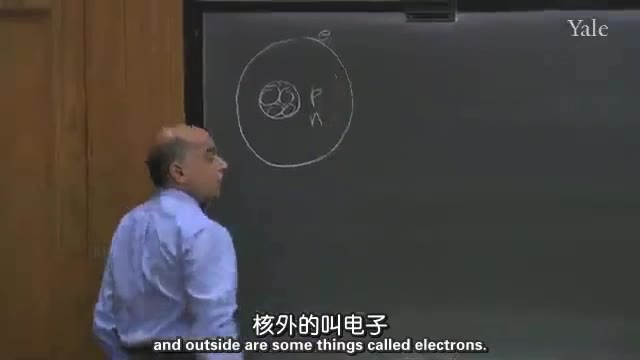 Yale
e
p
n
核外的叫电子
and outside are some things called electrons.